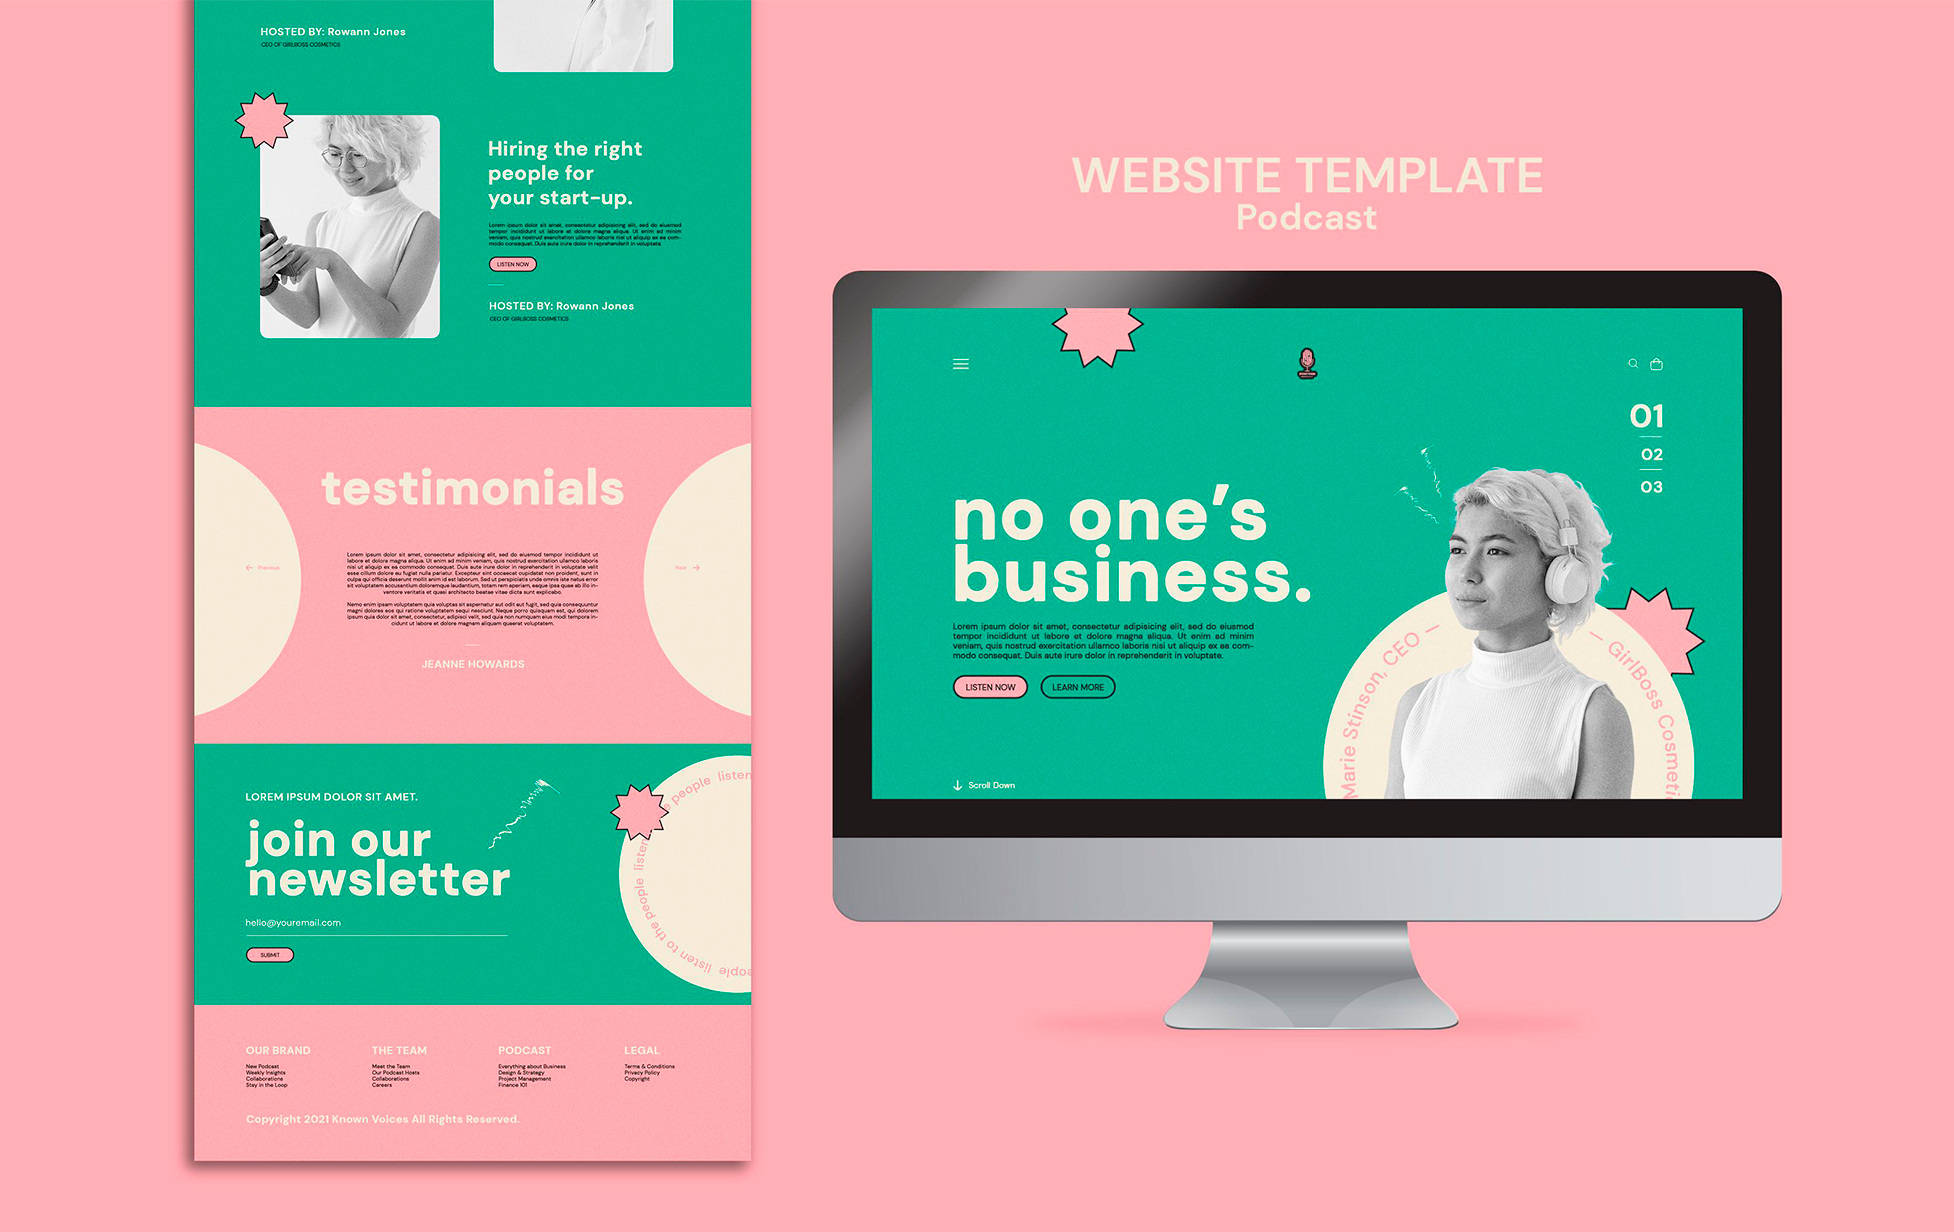 HOSTED BY: Rowann Jones
CEO OF GIRLBOSS COSMETICS
Hiring the right
people for
your start-up.
Lorem ipsum dolor sit amet, consectetur adipisicing elit, sed do eiusmod
tempor incididunt ut labore et dolore magna aliqua. Ut enim ad minim
veniam, quis nostrud exercitation ullamco laboris nisi ut aliquip ex ea com-
modo consequat. Duis aute irure dolor in reprehenderit in voluptate.
LISTEN NOW
HOSTED BY: Rowann Jones
CEO OF GIRLBOSS COSMETICS
testimonials
Lorem ipsum dolor sit amet, consectetur adipisicing elit, sed do eiusmod tempor incididunt ut
labore et dolore magna aliqua. Ut enim ad minim veniam, quis nostrud exercitation ullamco laboris
nisi ut aliquip ex ea commodo consequat. Duis aute irure dolor in reprehenderit in voluptate velit
esse cillum dolore eu fugiat nulla pariatur. Excepteur sint occaecat cupidatat non proident, sunt in
culpa qui officia deserunt mollit anim id est laborum. Sed ut perspiciatis unde omnis iste natus error
sit voluptatem accusantium doloremque laudantium, totam rem aperiam, eaque ipsa quae ab illo in-
ventore veritatis et quasi architecto beatae vitae dicta sunt explicabo.
Nemo enim ipsam voluptatem quia voluptas sit aspernatur aut odit aut fugit, sed quia consequuntur
magni dolores eos qui ratione voluptatem sequi nesciunt. Neque porro quisquam est, qui dolorem
ipsum quia dolor sit amet, consectetur, adipisci velit, sed quia non numquam eius modi tempora in-
cidunt ut labore et dolore magnam aliquam quaerat voluptatem.
Previous
Next
JEANNE HOWARDS
LOREM IPSUM DOLOR SIT AMET.
join our
newsletter
hello@youremail.com
SUBMIT
people listen to the people listen people listen
OUR BRAND
New Podcast
Weekly Insights
Collaborations
Stay in the Loop
THE TEAM
Meet the Team
Our Podcast Hosts
Collaborations
Careers
PODCAST
Everything about Business
Design & Strategy
Project Management
Finance 101
LEGAL
Terms & Conditions
Privacy Policy
Copyright
Copyright 2021 Known Voices All Rights Reserved.
WEBSITE TEMPLATE
Podcast
01
02
03
no one's
business.
Lorem ipsum dolor sit amet, consectetur adipisicing elit, sed do eiusmod
tempor incididunt ut labore et dolore magna aliqua. Ut enim ad minim
veniam, quis nostrud exercitation ullamco laboris nisi ut aliquip ex ea com-
modo consequat. Duis aute irure dolor in reprehenderit in voluptate.
LISTEN NOW
LEARN MORE
Marie Stinson, CEO — — GirlBoss Cosmeti
Scroll Down